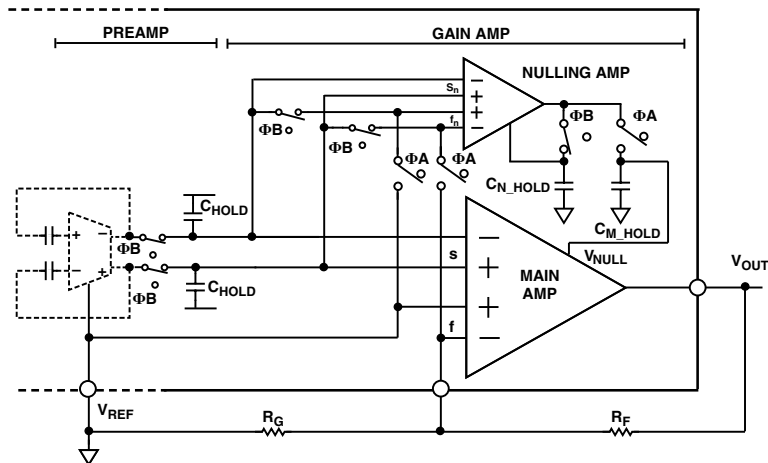 PREAMP
GAIN AMP
NULLING AMP
−
Sn
+
+
fn
−
ΦB
ΦB
ΦB
ΦA
ΦA
ΦA
CN_HOLD
CM_HOLD
CHOLD
+
−
−
+
ΦB
ΦB
CHOLD
s
f
−
+
+
−
MAIN
AMP
VNULL
VOUT
VREF
RG
RF